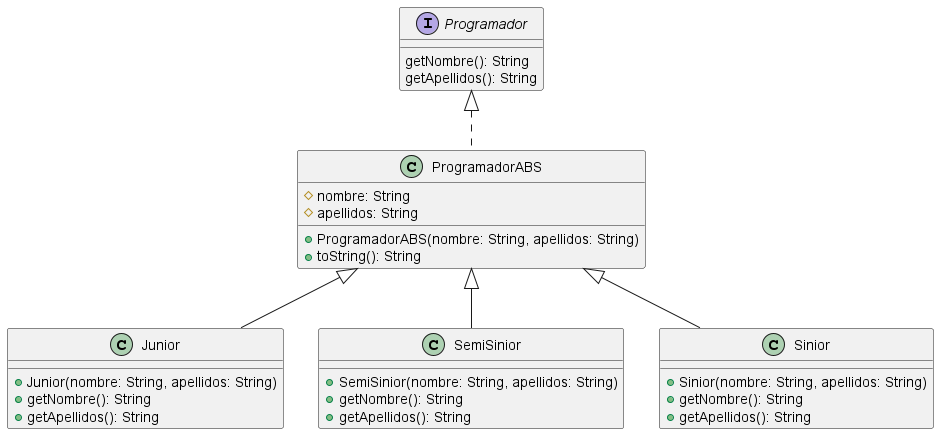 I Programador
getNombre(): String
getApellidos(): String
C ProgramadorABS
nombre: String
apellidos: String
ProgramadorABS(nombre: String, apellidos: String)
toString(): String
C Junior
Junior(nombre: String, apellidos: String)
getNombre(): String
getApellidos(): String
C SemiSinior
SemiSinior(nombre: String, apellidos: String)
getNombre(): String
getApellidos(): String
C Sinior
Sinior(nombre: String, apellidos: String)
getNombre(): String
getApellidos(): String